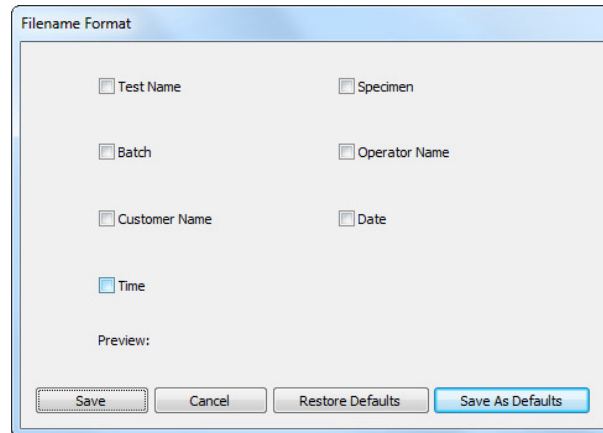 Filename Format
Test Name
Specimen
Batch
Operator Name
Customer Name
Date
Time
Preview:
Save
Cancel
Restore Defaults
Save As Defaults